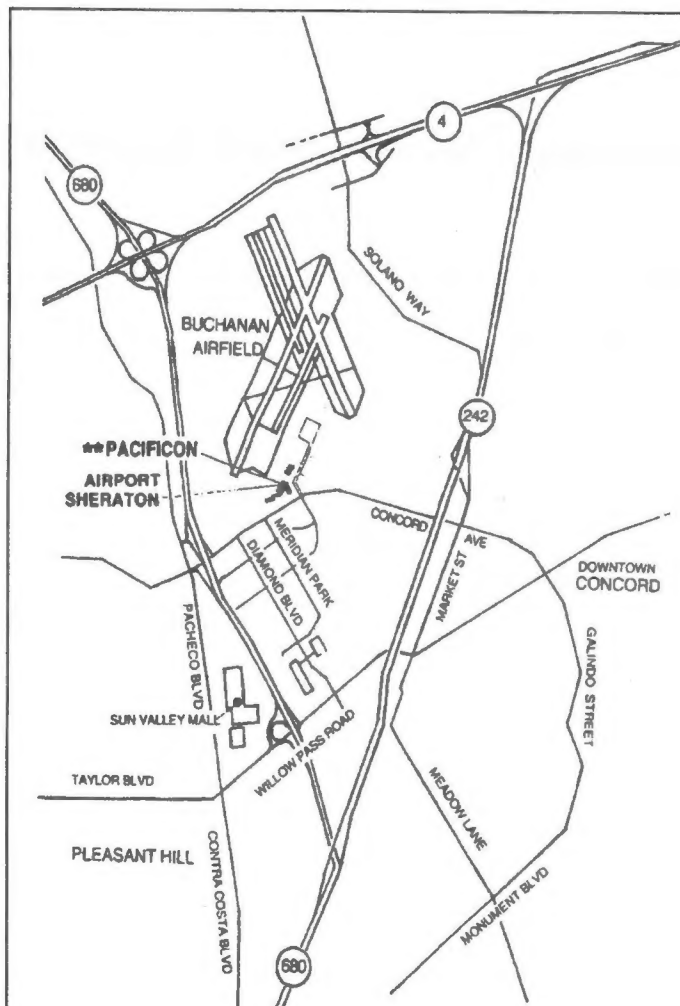 4
680
SOLANO WAY
BUCHANAN
AIRFIELD
242
**PACIFICON
AIRPORT
SHERATON
CONCORD
AVE
MERIDIAN PARK
DIAMOND BLVD
MARKET ST
DOWNTOWN
CONCORD
PACHECO BLVD
GALINDO STREET
SUN VALLEY MALL
WILLOW PASS ROAD
TAYLOR BLVD
MEADOW LANE
PLEASANT HILL
CONTRA COSTA BLVD
MONUMENT BLVD
680